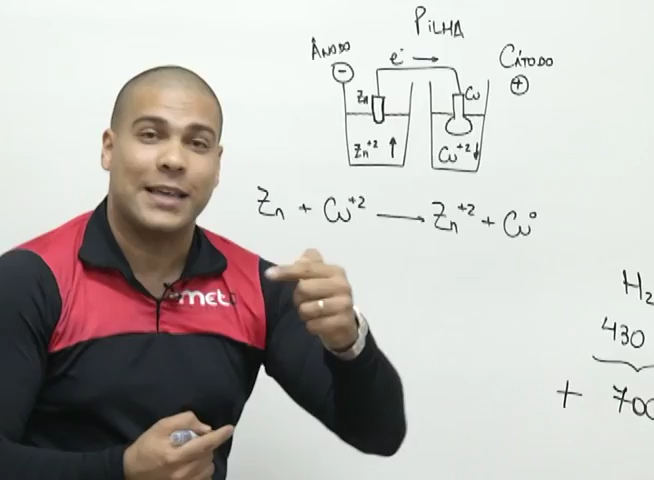 PILHA
ÂNODO
e⁻ →
CÁTODO
−
+
Zn
Cu
Zn⁺² ↑
Cu⁺² ↓
Zn + Cu⁺² → Zn⁺² + Cu°
H₂
430
+ 700